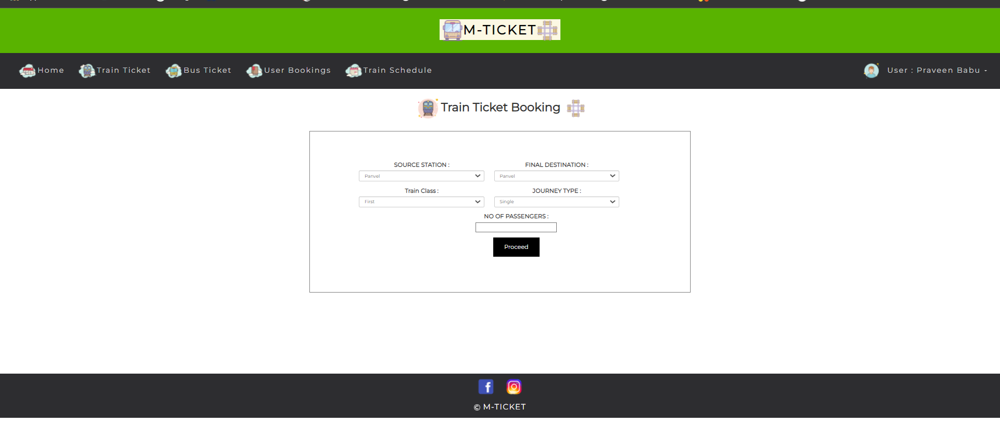 M-TICKET
Home Train Ticket Bus Ticket User Bookings Train Schedule User : Praveen Babu
Train Ticket Booking
SOURCE STATION : FINAL DESTINATION :
Panvel Panvel
Train Class : JOURNEY TYPE :
First Single
NO OF PASSENGERS :
Proceed
© M-TICKET